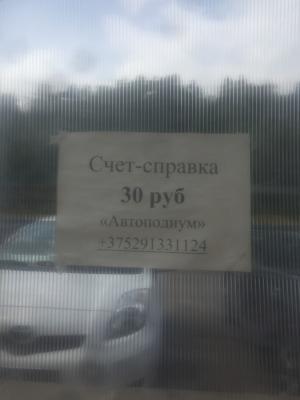 Счет-справка
30 руб
«Автоподиум»
+375291331124